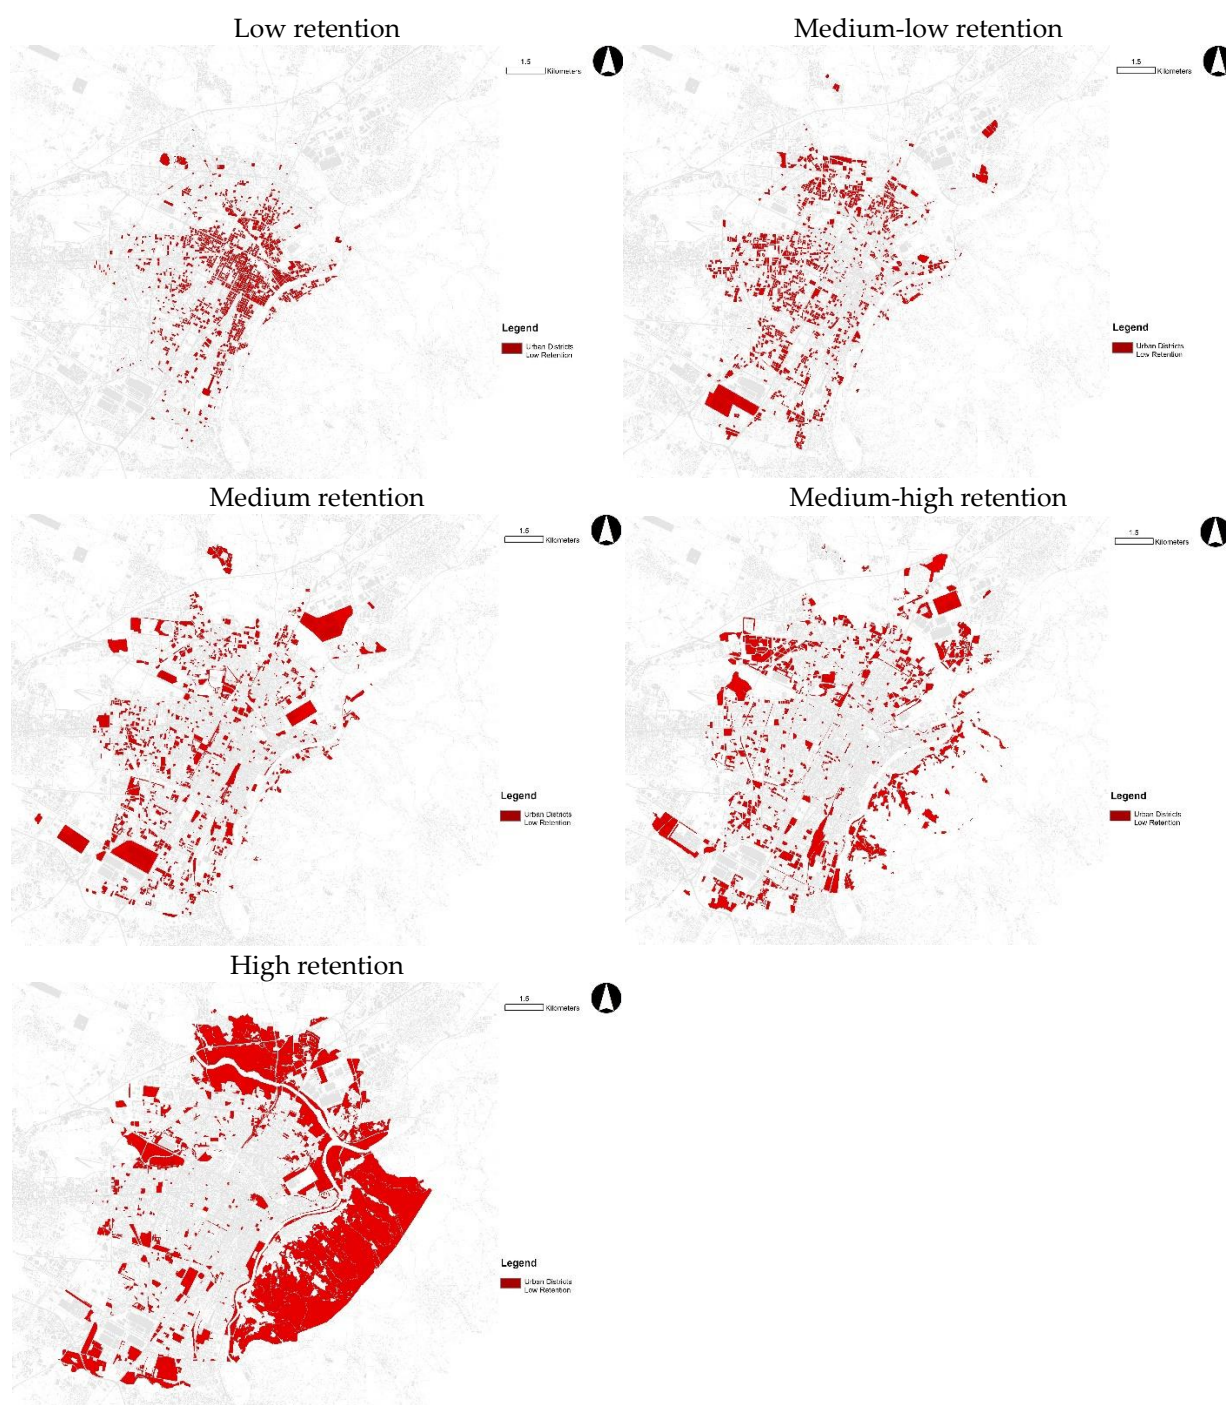 Low retention
1.5
Kilometers
Legend
Urban Districts
Low Retention
Medium-low retention
1.5
Kilometers
Legend
Urban Districts
Low Retention
Medium retention
1.5
Kilometers
Legend
Urban Districts
Low Retention
Medium-high retention
1.5
Kilometers
Legend
Urban Districts
Low Retention
High retention
1.5
Kilometers
Legend
Urban Districts
Low Retention